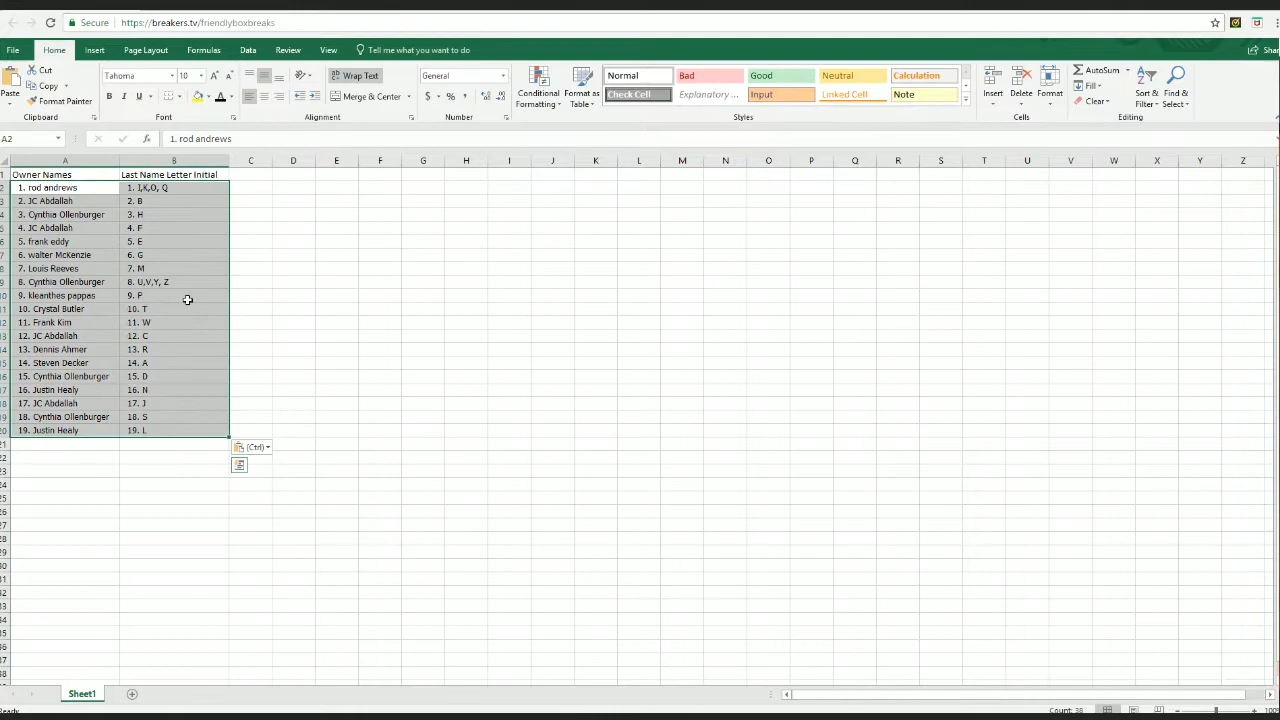 Secure https://breakers.tv/friendlyboxbreaks
File Home Insert Page Layout Formulas Data Review View Tell me what you want to do
Cut Tahoma 10 Wrap Text General Normal Bad Good Neutral Calculation AutoSum
Copy Fill
Paste Format Painter Merge & Center Conditional Formatting Format as Table Check Cell Explanatory ... Input Linked Cell Note Insert Delete Format Clear Sort & Filter Find & Select
Clipboard Font Alignment Number Styles Cells Editing
A2 1. rod andrews
A B C D E F G H I J K L M N O P Q R S T U V W X Y Z
1 Owner Names Last Name Letter Initial
1. rod andrews 1. I,K,O, Q
2. JC Abdallah 2. B
3. Cynthia Ollenburger 3. H
4. JC Abdallah 4. F
5. frank eddy 5. E
6. walter McKenzie 6. G
7. Louis Reeves 7. M
8. Cynthia Ollenburger 8. U,V,Y, Z
9. kleanthes pappas 9. P
10. Crystal Butler 10. T
11. Frank Kim 11. W
12. JC Abdallah 12. C
13. Dennis Ahmer 13. R
14. Steven Decker 14. A
15. Cynthia Ollenburger 15. D
16. Justin Healy 16. N
17. JC Abdallah 17. J
18. Cynthia Ollenburger 18. S
19. Justin Healy 19. L
(Ctrl)
Sheet1
Count: 38